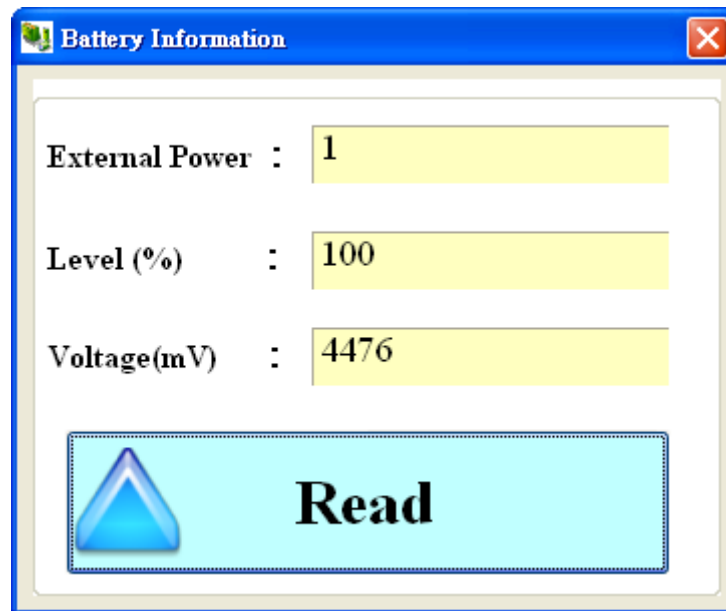 Battery Information
External Power : 1
Level (%) : 100
Voltage(mV) : 4476
Read